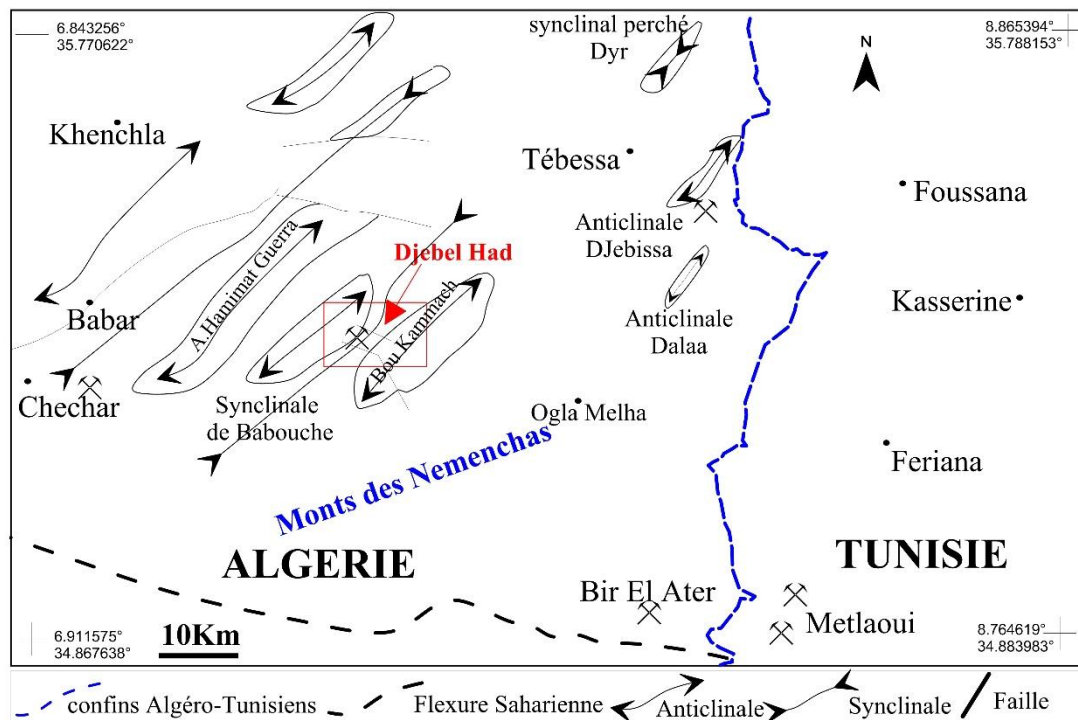 6.843256°
35.770622°
synclinal perché
Dyr
8.865394°
35.788153°
N
Khenchla
Tébessa
Foussana
Anticlinale
DJebissa
A.Hamimat Guerra
Djebel Had
Babar
Bou Kammach
Anticlinale
Dalaa
Kasserine
Chechar
Synclinale
de Babouche
Ogla Melha
Feriana
Monts des Nemenchas
ALGERIE
TUNISIE
Bir El Ater
Metlaoui
6.911575°
34.867638°
10Km
8.764619°
34.883983°
confins Algéro-Tunisiens
Flexure Saharienne
Anticlinale
Synclinale
Faille